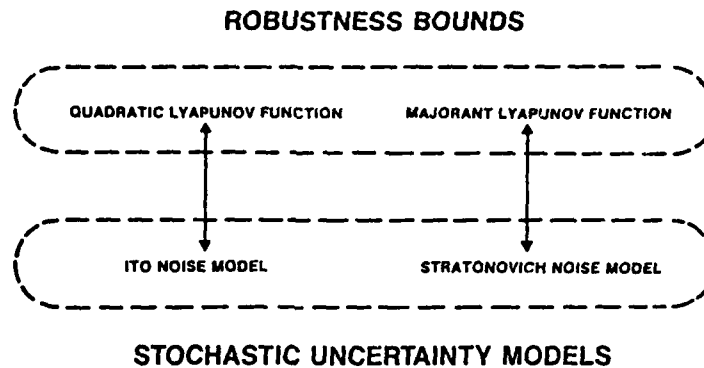 ROBUSTNESS BOUNDS
QUADRATIC LYAPUNOV FUNCTION MAJORANT LYAPUNOV FUNCTION
ITO NOISE MODEL STRATONOVICH NOISE MODEL
STOCHASTIC UNCERTAINTY MODELS